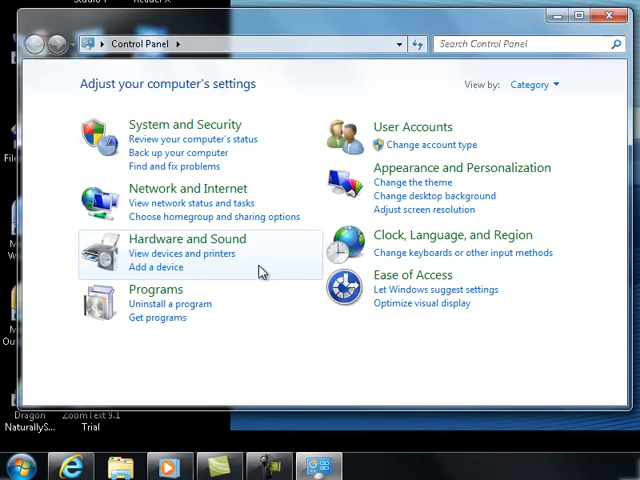 Studio 7
Reader X
Control Panel
Search Control Panel
Adjust your computer's settings
View by:
Category
System and Security
Review your computer's status
Back up your computer
Find and fix problems
Network and Internet
View network status and tasks
Choose homegroup and sharing options
Hardware and Sound
View devices and printers
Add a device
Programs
Uninstall a program
Get programs
User Accounts
Change account type
Appearance and Personalization
Change the theme
Change desktop background
Adjust screen resolution
Clock, Language, and Region
Change keyboards or other input methods
Ease of Access
Let Windows suggest settings
Optimize visual display
Dragon
NaturallyS...
ZoomText 9.1
Trial